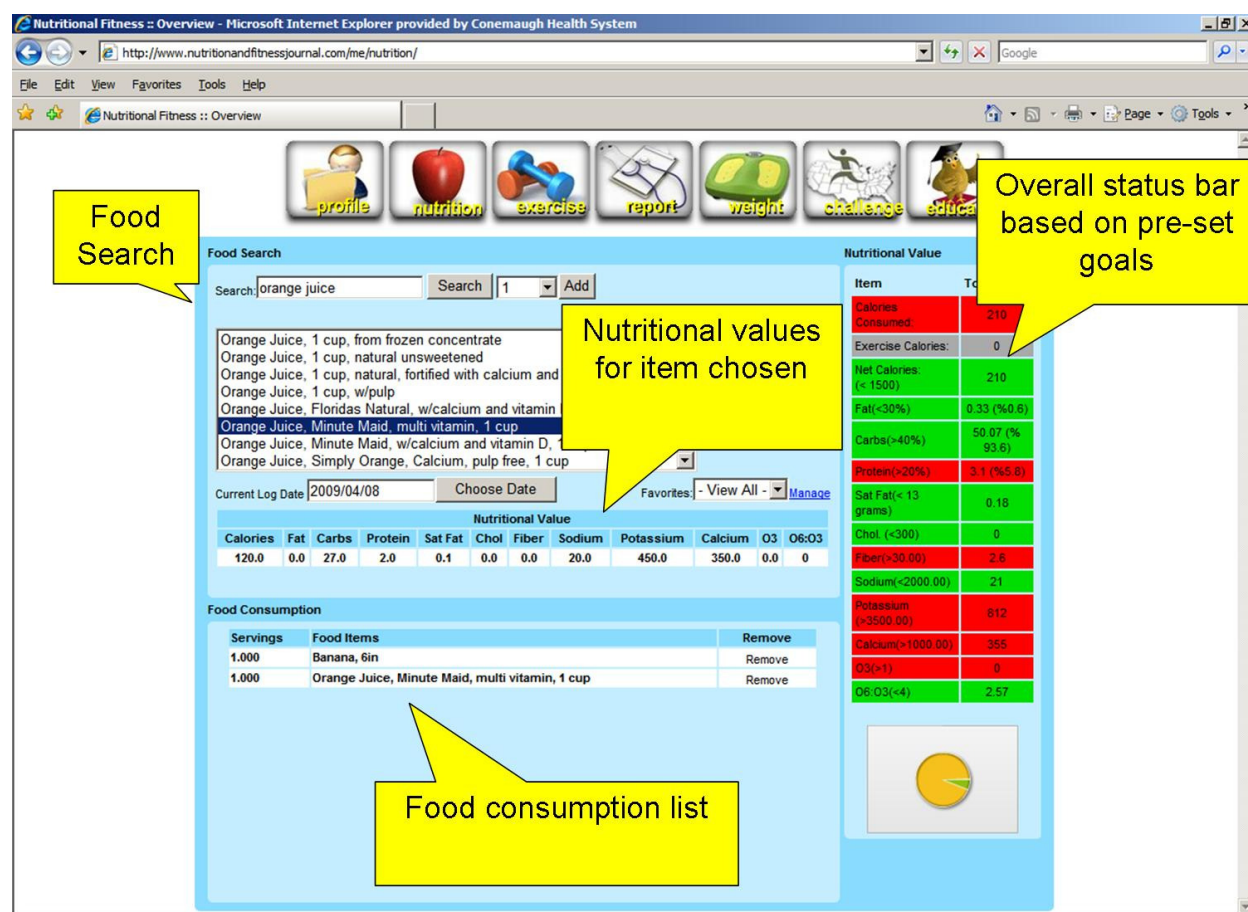 Nutritional Fitness :: Overview - Microsoft Internet Explorer provided by Conemaugh Health System
http://www.nutritionandfitnessjournal.com/me/nutrition/
Google
File Edit View Favorites Tools Help
Nutritional Fitness :: Overview
Page Tools
profile nutrition exercise report weight challenge
Food
Search
Overall status bar
based on pre-set
goals
Food Search
Search: orange juice Search 1 Add
Nutritional values
for item chosen
Orange Juice, 1 cup, from frozen concentrate
Orange Juice, 1 cup, natural unsweetened
Orange Juice, 1 cup, natural, fortified with calcium and
Orange Juice, 1 cup, w/pulp
Orange Juice, Floridas Natural, w/calcium and vitamin
Orange Juice, Minute Maid, multi vitamin, 1 cup
Orange Juice, Minute Maid, w/calcium and vitamin D,
Orange Juice, Simply Orange, Calcium, pulp free, 1 cup
Current Log Date 2009/04/08 Choose Date Favorites: - View All - Manage
Nutritional Value
Calories Fat Carbs Protein Sat Fat Chol Fiber Sodium Potassium Calcium O3 O6:O3
120.0 0.0 27.0 2.0 0.1 0.0 0.0 20.0 450.0 350.0 0.0 0
Food Consumption
Servings Food Items Remove
1.000 Banana, 6in Remove
1.000 Orange Juice, Minute Maid, multi vitamin, 1 cup Remove
Food consumption list
Nutritional Value
Item
Calories
Consumed: 210
Exercise Calories: 0
Net Calories:
(< 1500) 210
Fat(<30%) 0.33 (%0.6)
Carbs(>40%) 50.07 (%
93.6)
Protein(>20%) 3.1 (%5.8)
Sat Fat(< 13
grams) 0.18
Chol. (<300) 0
Fiber(>30.00) 2.6
Sodium(<2000.00) 21
Potassium
(>3500.00) 812
Calcium(>1000.00) 355
O3(>1) 0
O6:O3(<4) 2.57